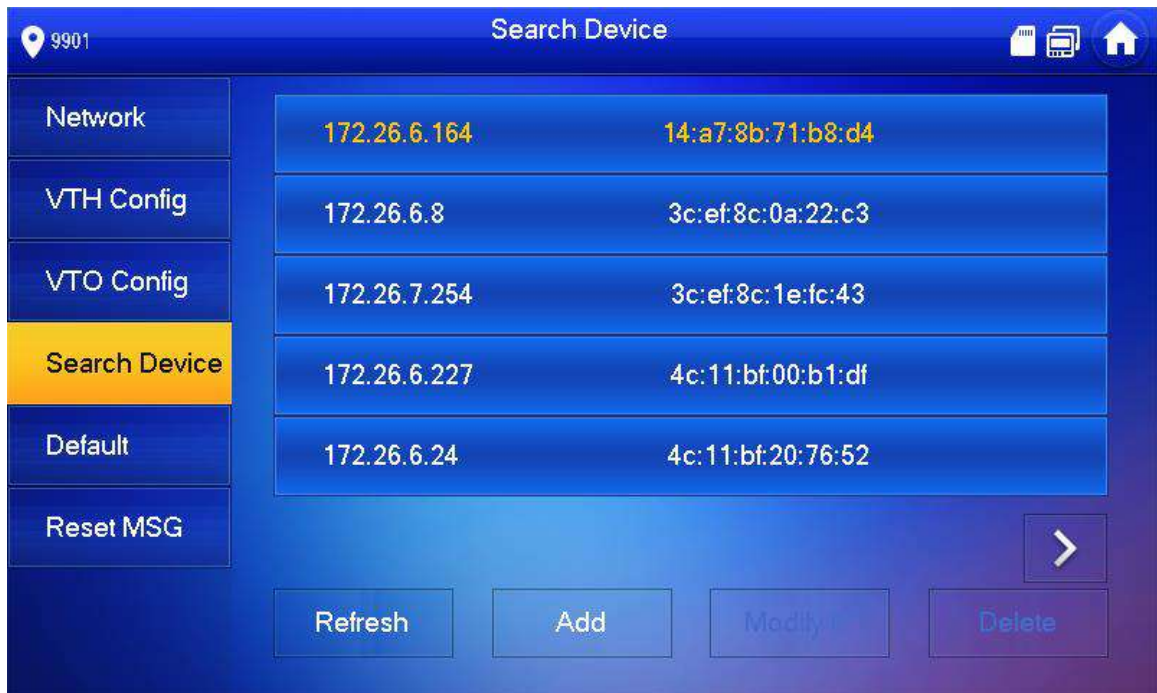 9901
Search Device
Network
VTH Config
VTO Config
Search Device
Default
Reset MSG
172.26.6.164 14:a7:8b:71:b8:d4
172.26.6.8 3c:ef:8c:0a:22:c3
172.26.7.254 3c:ef:8c:1e:fc:43
172.26.6.227 4c:11:bf:00:b1:df
172.26.6.24 4c:11:bf:20:76:52
Refresh Add Delete